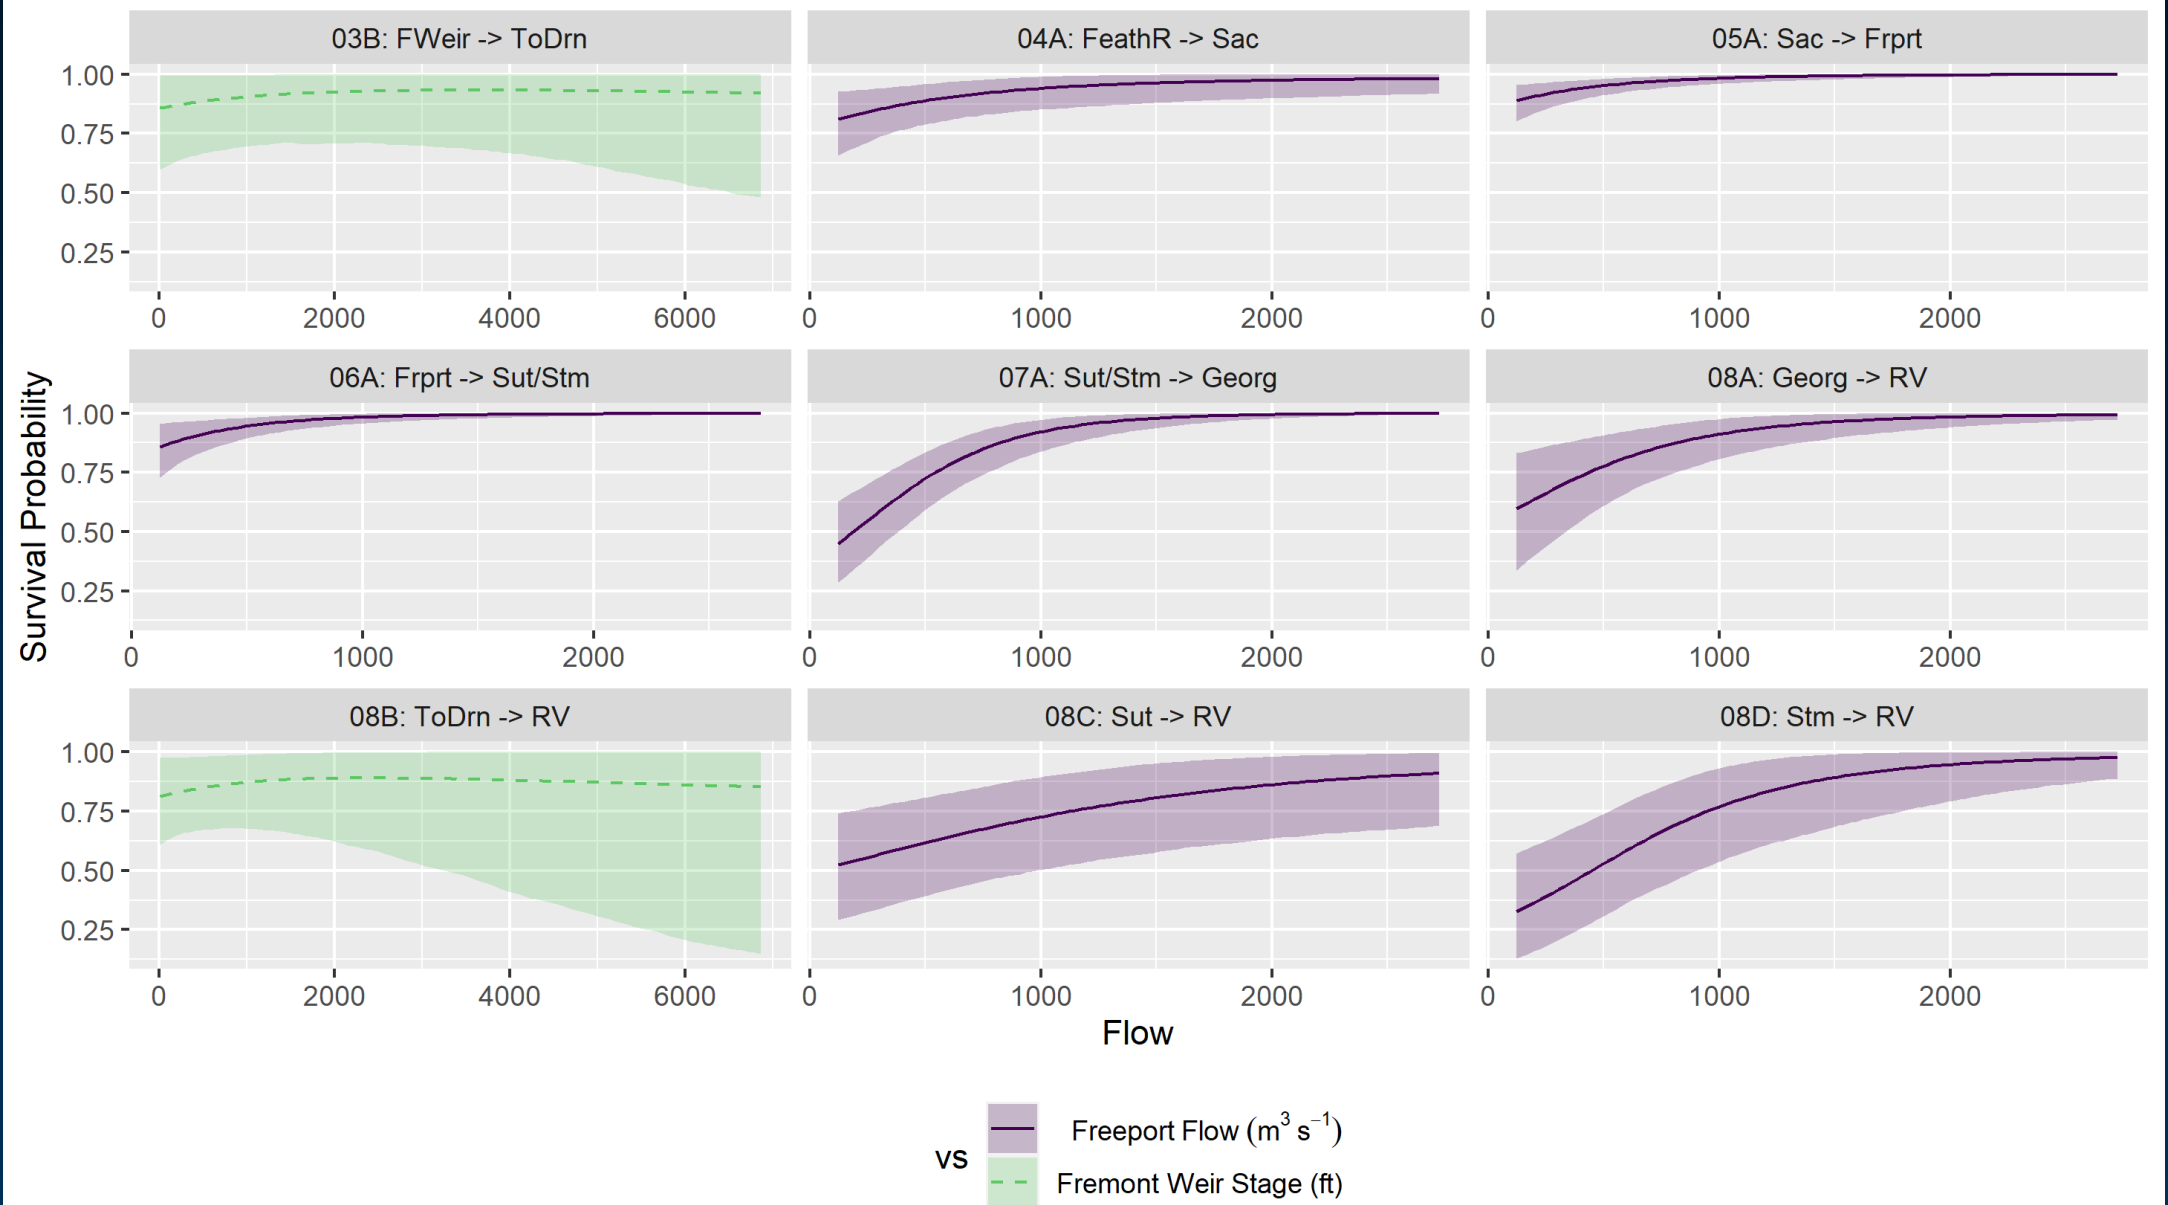 03B: FWeir -> ToDrn
04A: FeathR -> Sac
05A: Sac -> Frprt
1.00
0.75
0.50
0.25
0 2000 4000 6000
0 1000 2000
0 1000 2000
06A: Frprt -> Sut/Stm
07A: Sut/Stm -> Georg
08A: Georg -> RV
1.00
0.75
0.50
0.25
0 1000 2000
0 1000 2000
0 1000 2000
Survival Probability
08B: ToDrn -> RV
08C: Sut -> RV
08D: Stm -> RV
1.00
0.75
0.50
0.25
0 2000 4000 6000
0 1000 2000
0 1000 2000
Flow
vs
Freeport Flow (m³ s⁻¹)
Fremont Weir Stage (ft)